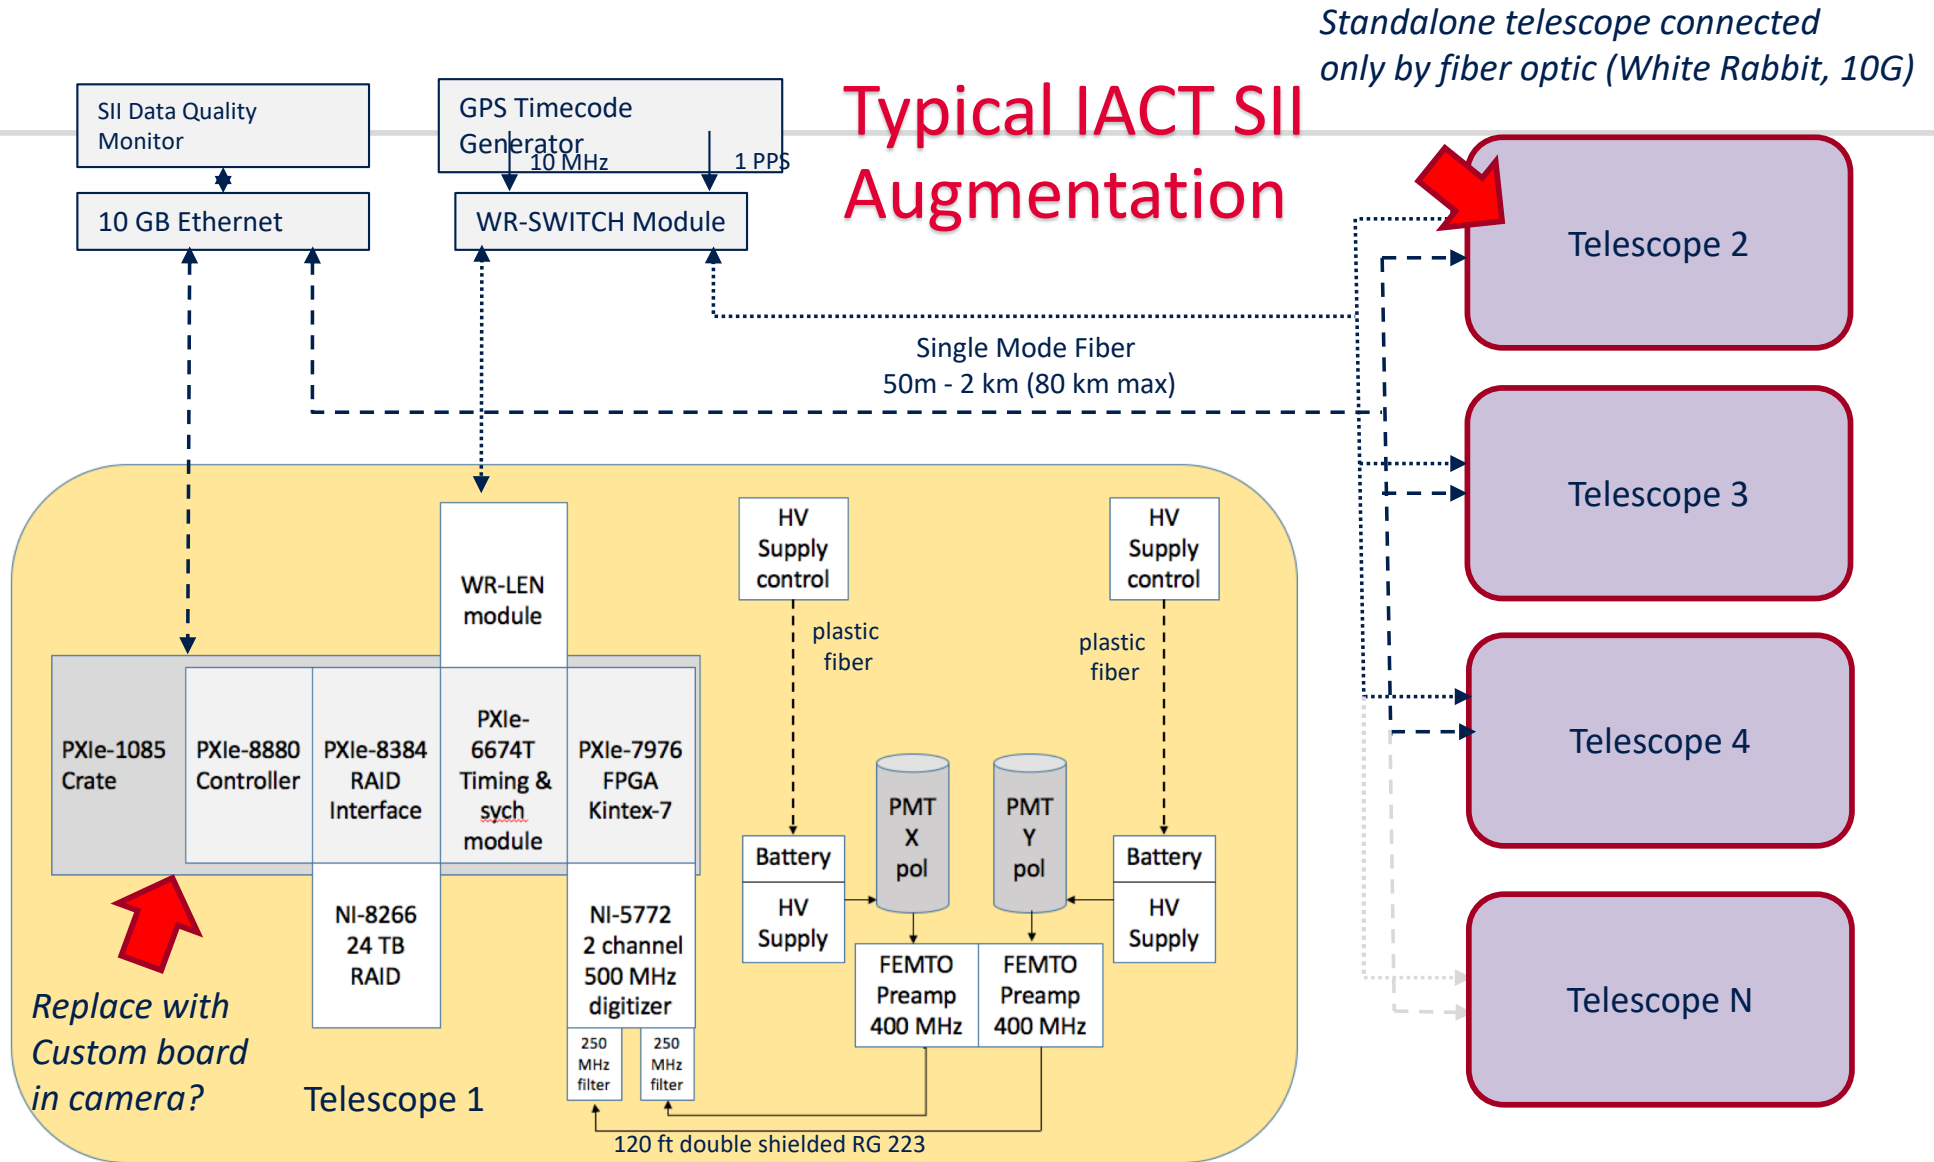 Standalone telescope connected
only by fiber optic (White Rabbit, 10G)
Typical IACT SII
Augmentation
SII Data Quality
Monitor
GPS Timecode
Generator
10 MHz
1 PPS
10 GB Ethernet
WR-SWITCH Module
Single Mode Fiber
50m - 2 km (80 km max)
Telescope 2
Telescope 3
Telescope 4
Telescope N
WR-LEN
module
HV
Supply
control
HV
Supply
control
plastic
fiber
plastic
fiber
PXIe-1085
Crate
PXIe-8880
Controller
PXIe-8384
RAID
Interface
PXIe-
6674T
Timing &
sych
module
PXIe-7976
FPGA
Kintex-7
PMT
X
pol
PMT
Y
pol
Battery
HV
Supply
Battery
HV
Supply
NI-8266
24 TB
RAID
NI-5772
2 channel
500 MHz
digitizer
FEMTO
Preamp
400 MHz
FEMTO
Preamp
400 MHz
250
MHz
filter
250
MHz
filter
Replace with
Custom board
in camera?
Telescope 1
120 ft double shielded RG 223